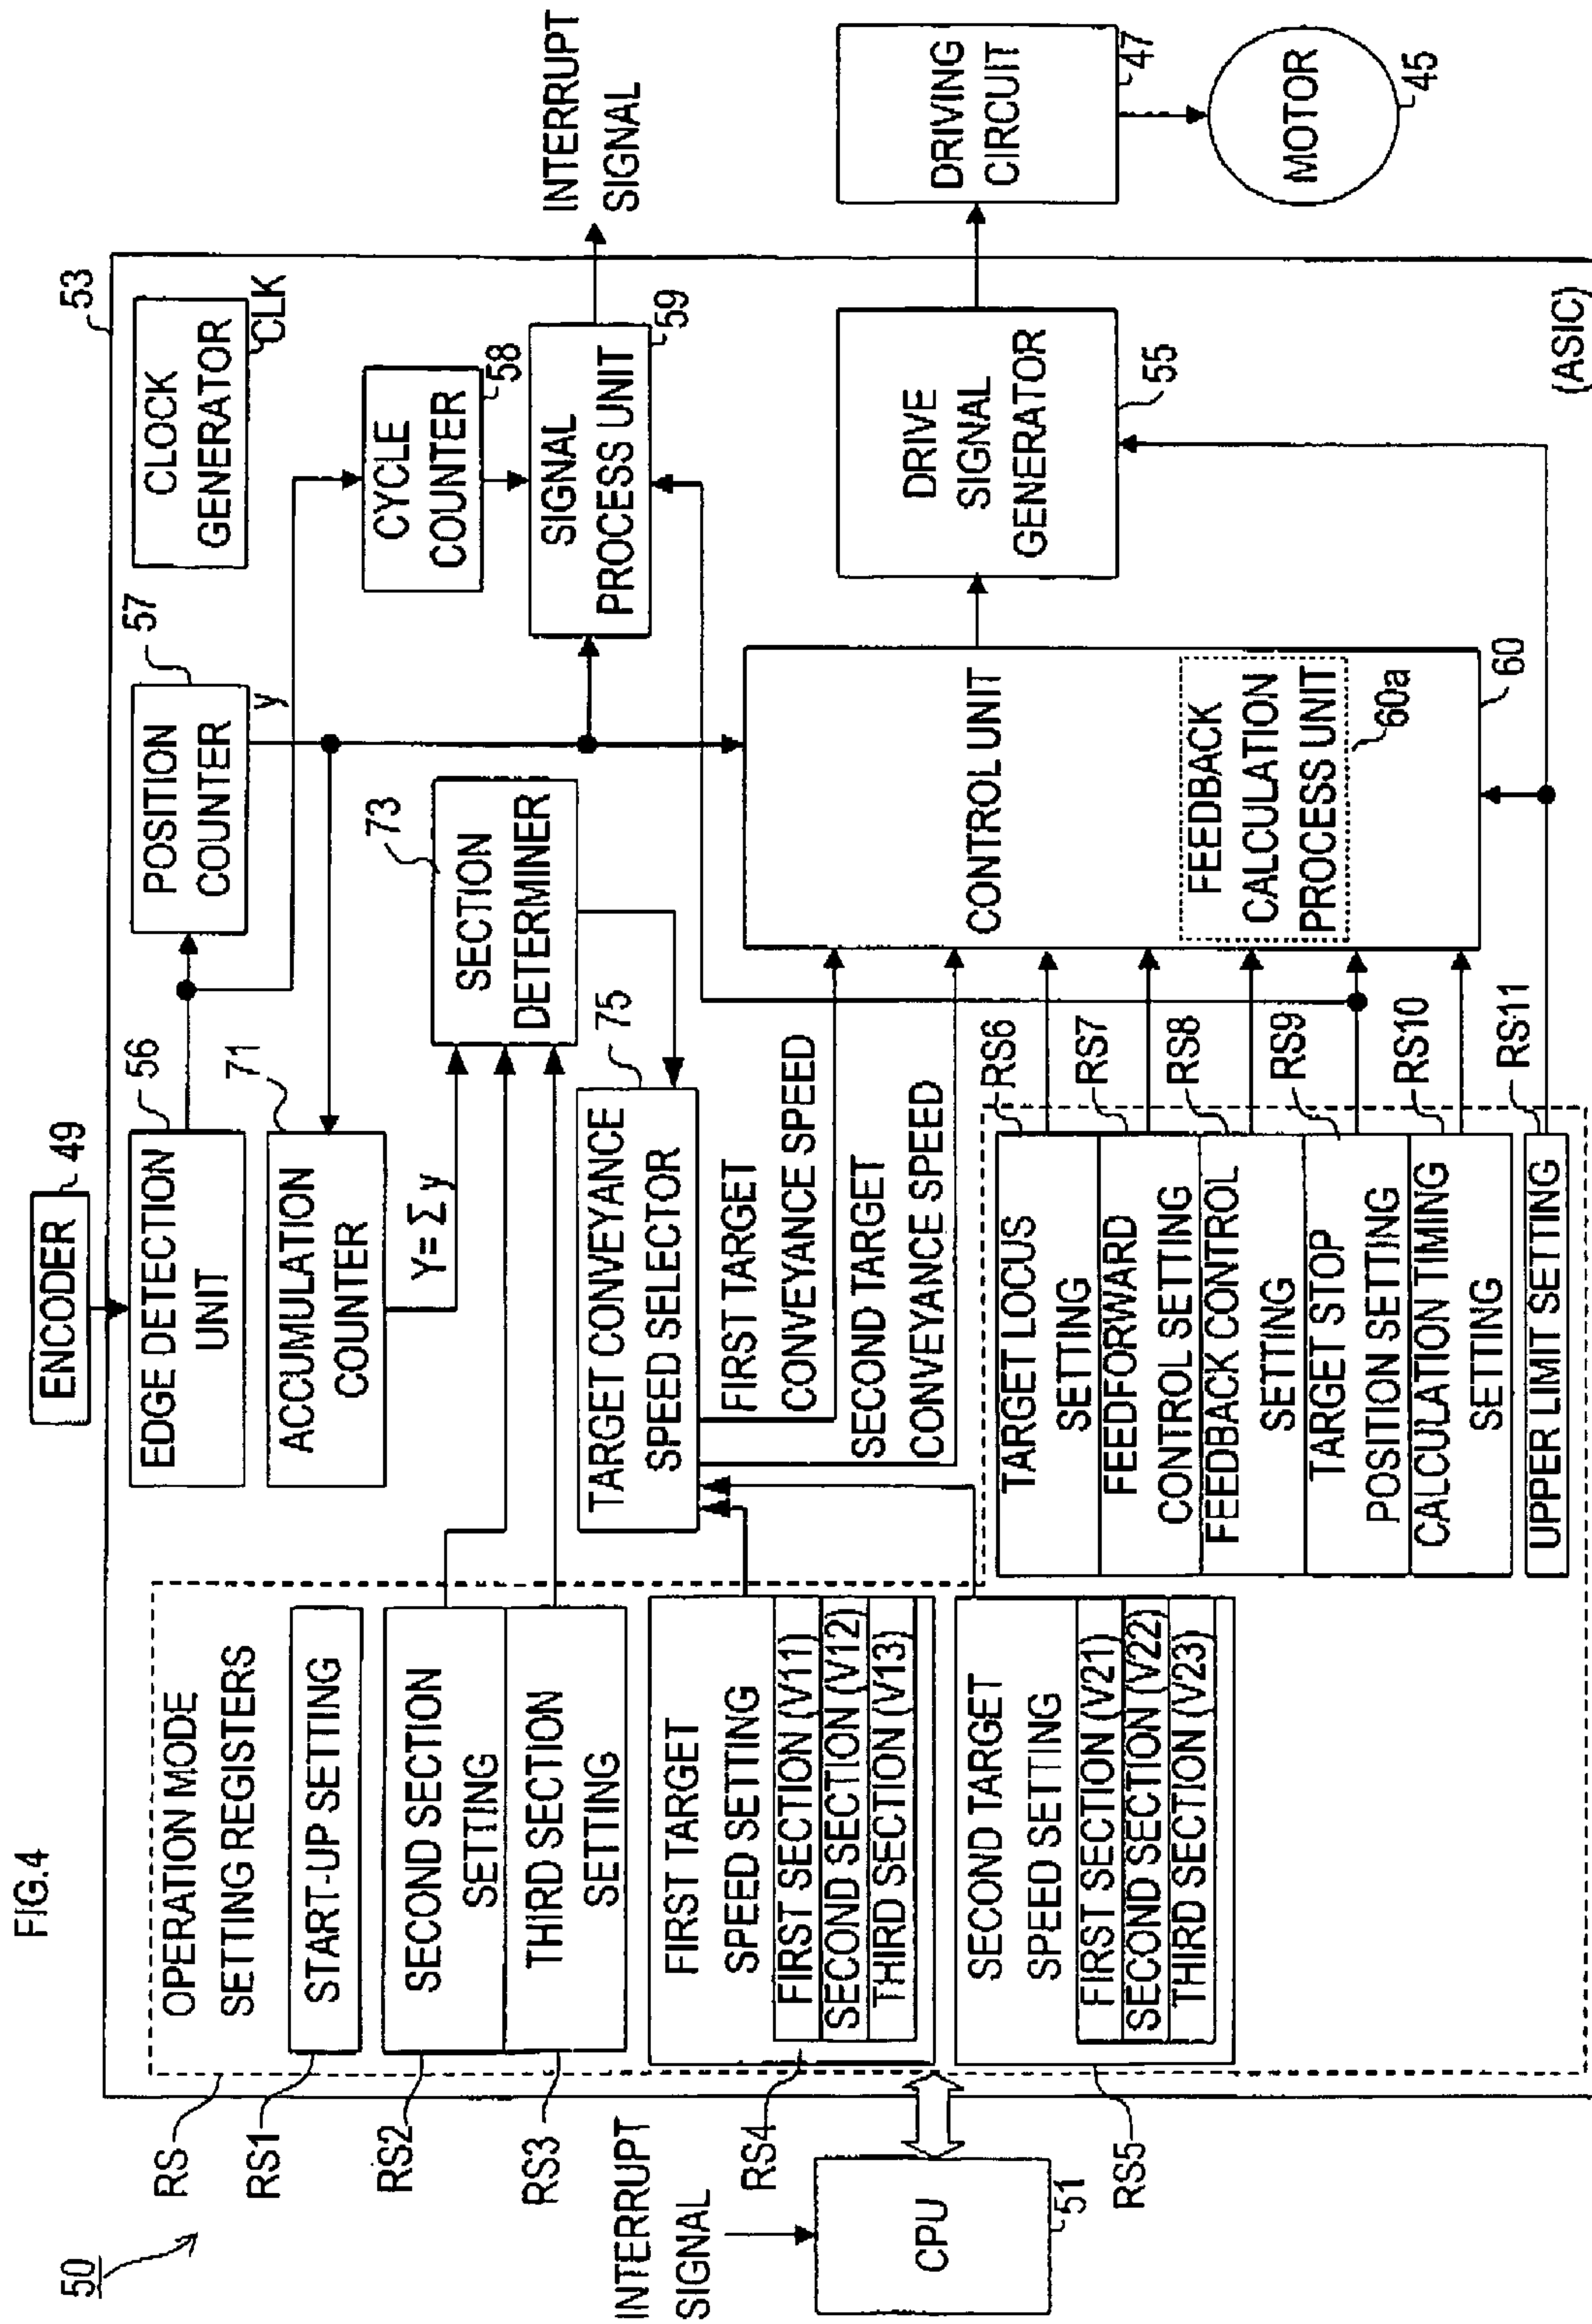 FIG.4
50
ENCODER
49
53
OPERATION MODE
SETTING REGISTERS
RS
START-UP SETTING
RS1
SECOND SECTION
SETTING
RS2
THIRD SECTION
SETTING
RS3
FIRST TARGET
SPEED SETTING
FIRST SECTION (V11)
SECOND SECTION (V12)
THIRD SECTION (V13)
RS4
SECOND TARGET
SPEED SETTING
FIRST SECTION (V21)
SECOND SECTION (V22)
THIRD SECTION (V23)
RS5
INTERRUPT
SIGNAL
CPU
51
EDGE DETECTION
UNIT
56
ACCUMULATION
COUNTER
71
Y= Σ y
POSITION
COUNTER
57
y
CLOCK
GENERATOR
CLK
CYCLE
COUNTER
58
SIGNAL
PROCESS UNIT
59
INTERRUPT
SIGNAL
SECTION
DETERMINER
73
TARGET CONVEYANCE
SPEED SELECTOR
75
FIRST TARGET
CONVEYANCE SPEED
SECOND TARGET
CONVEYANCE SPEED
TARGET LOCUS
SETTING
RS6
FEEDFORWARD
CONTROL SETTING
RS7
FEEDBACK CONTROL
SETTING
RS8
TARGET STOP
POSITION SETTING
RS9
CALCULATION TIMING
SETTING
RS10
UPPER LIMIT SETTING
RS11
CONTROL UNIT
FEEDBACK
CALCULATION
PROCESS UNIT
60a
60
DRIVE
SIGNAL
GENERATOR
55
DRIVING
CIRCUIT
47
MOTOR
45
(ASIC)